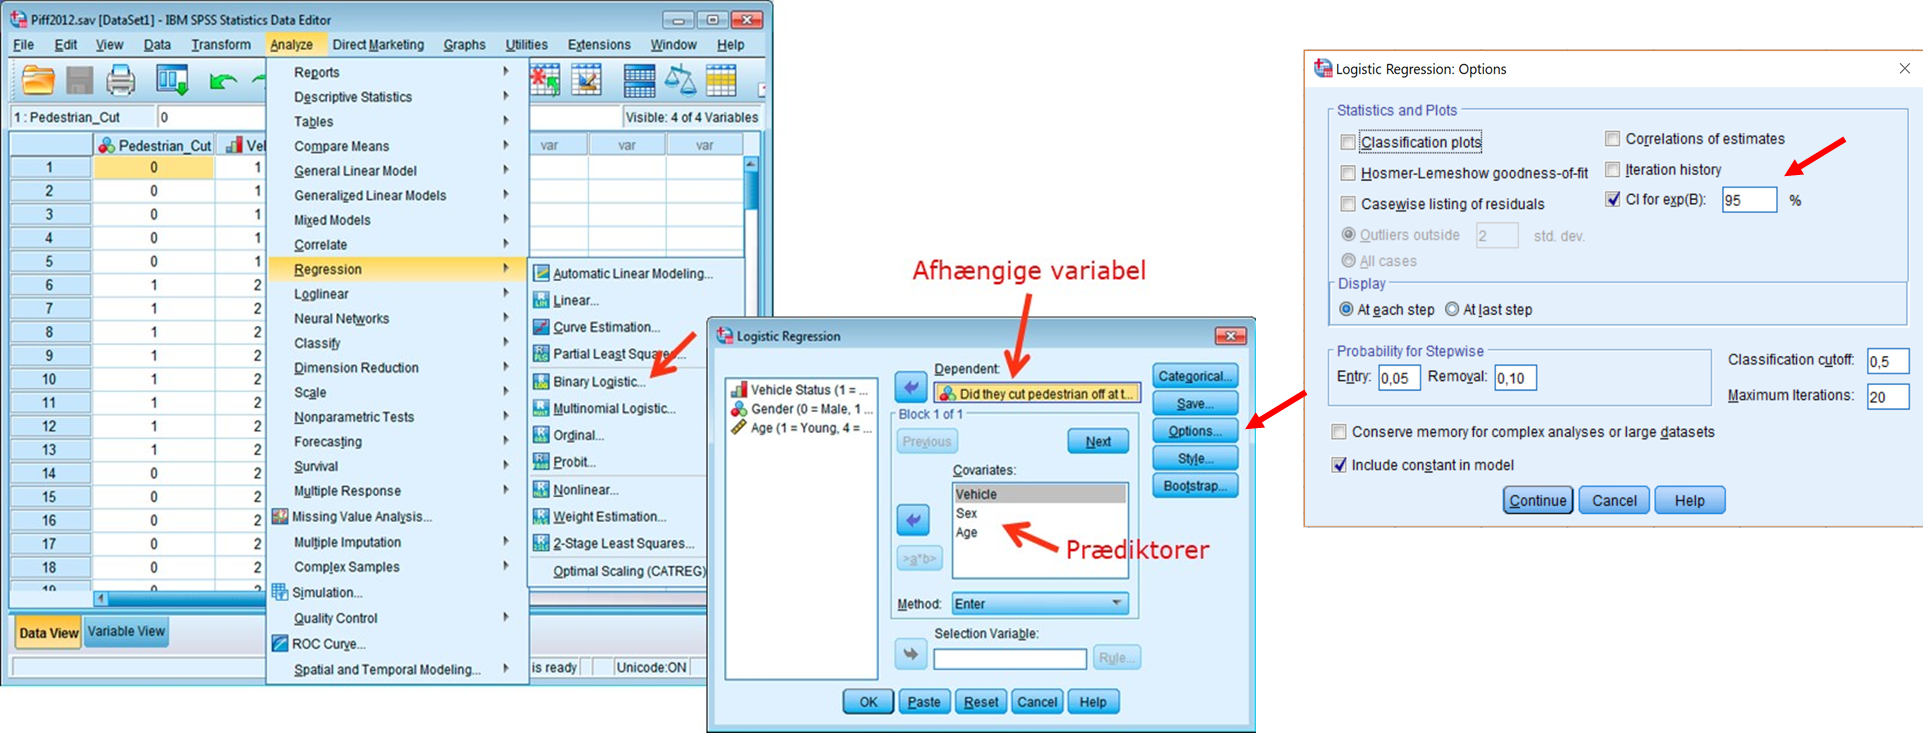 Piff2012.sav [DataSet1] - IBM SPSS Statistics Data Editor
File Edit View Data Transform Analyze Direct Marketing Graphs Utilities Extensions Window Help
1 : Pedestrian_Cut 0 Visible: 4 of 4 Variables
Pedestrian_Cut Vel var var var
1 0 1
2 0 1
3 0 1
4 0 1
5 0 1
6 1 2
7 1 2
8 1 2
9 1 2
10 1 2
11 1 2
12 1 2
13 1 2
14 0 2
15 0 2
16 0 2
17 0 2
18 0 2
19 0 2
Data View Variable View
is ready Unicode:ON
Reports
Descriptive Statistics
Tables
Compare Means
General Linear Model
Generalized Linear Models
Mixed Models
Correlate
Regression
Loglinear
Neural Networks
Classify
Dimension Reduction
Scale
Nonparametric Tests
Forecasting
Survival
Multiple Response
Missing Value Analysis...
Multiple Imputation
Complex Samples
Simulation...
Quality Control
ROC Curve...
Spatial and Temporal Modeling...
Automatic Linear Modeling...
Linear...
Curve Estimation...
Partial Least Squares...
Binary Logistic...
Multinomial Logistic...
Ordinal...
Probit...
Nonlinear...
Weight Estimation...
2-Stage Least Squares...
Optimal Scaling (CATREG)
Afhængige variabel
Logistic Regression
Vehicle Status (1 = ...
Gender (0 = Male, 1 ...
Age (1 = Young, 4 = ...
Dependent:
Did they cut pedestrian off at t...
Block 1 of 1
Previous Next
Covariates:
Vehicle
Sex
Age
>a*b>
Prædiktorer
Method: Enter
Selection Variable:
Rule...
Categorical...
Save...
Options...
Style...
Bootstrap...
OK Paste Reset Cancel Help
Logistic Regression: Options
Statistics and Plots
Classification plots Correlations of estimates
Hosmer-Lemeshow goodness-of-fit Iteration history
Casewise listing of residuals CI for exp(B): 95 %
Outliers outside 2 std. dev.
All cases
Display
At each step At last step
Probability for Stepwise
Entry: 0,05 Removal: 0,10
Classification cutoff: 0,5
Maximum Iterations: 20
Conserve memory for complex analyses or large datasets
Include constant in model
Continue Cancel Help